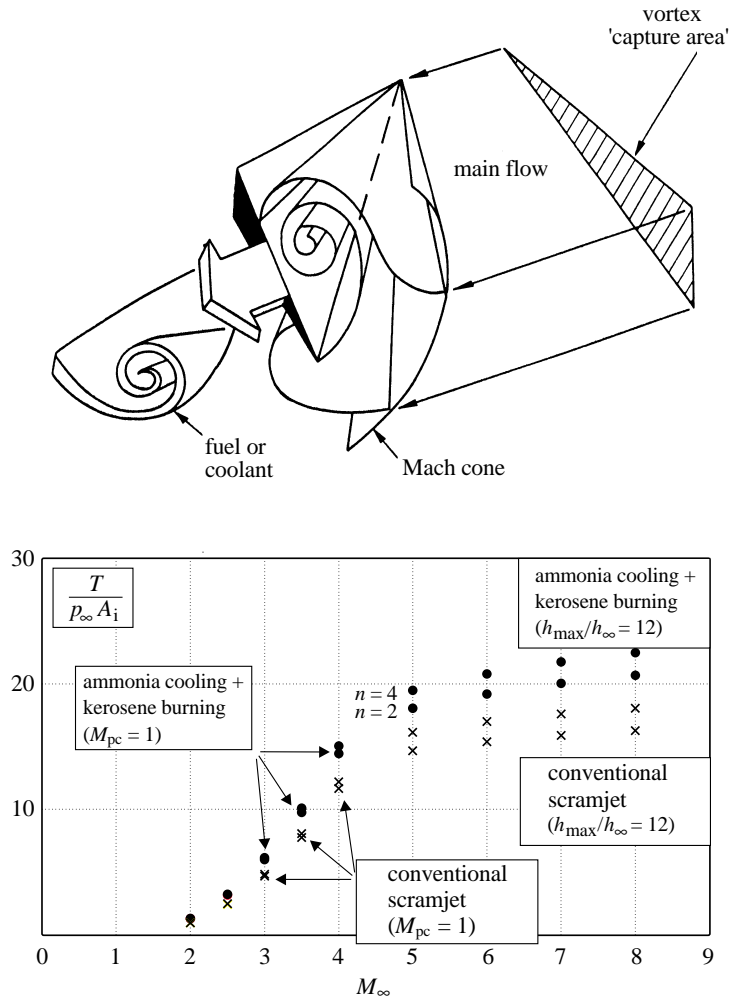 vortex
'capture area'
main flow
fuel or
coolant
Mach cone
30
T
p∞ Ai
ammonia cooling +
kerosene burning
(hmax/h∞ = 12)
ammonia cooling +
kerosene burning
(Mpc = 1)
20
n = 4
n = 2
conventional
scramjet
(hmax/h∞ = 12)
10
conventional
scramjet
(Mpc = 1)
0 1 2 3 4 5 6 7 8 9
M∞